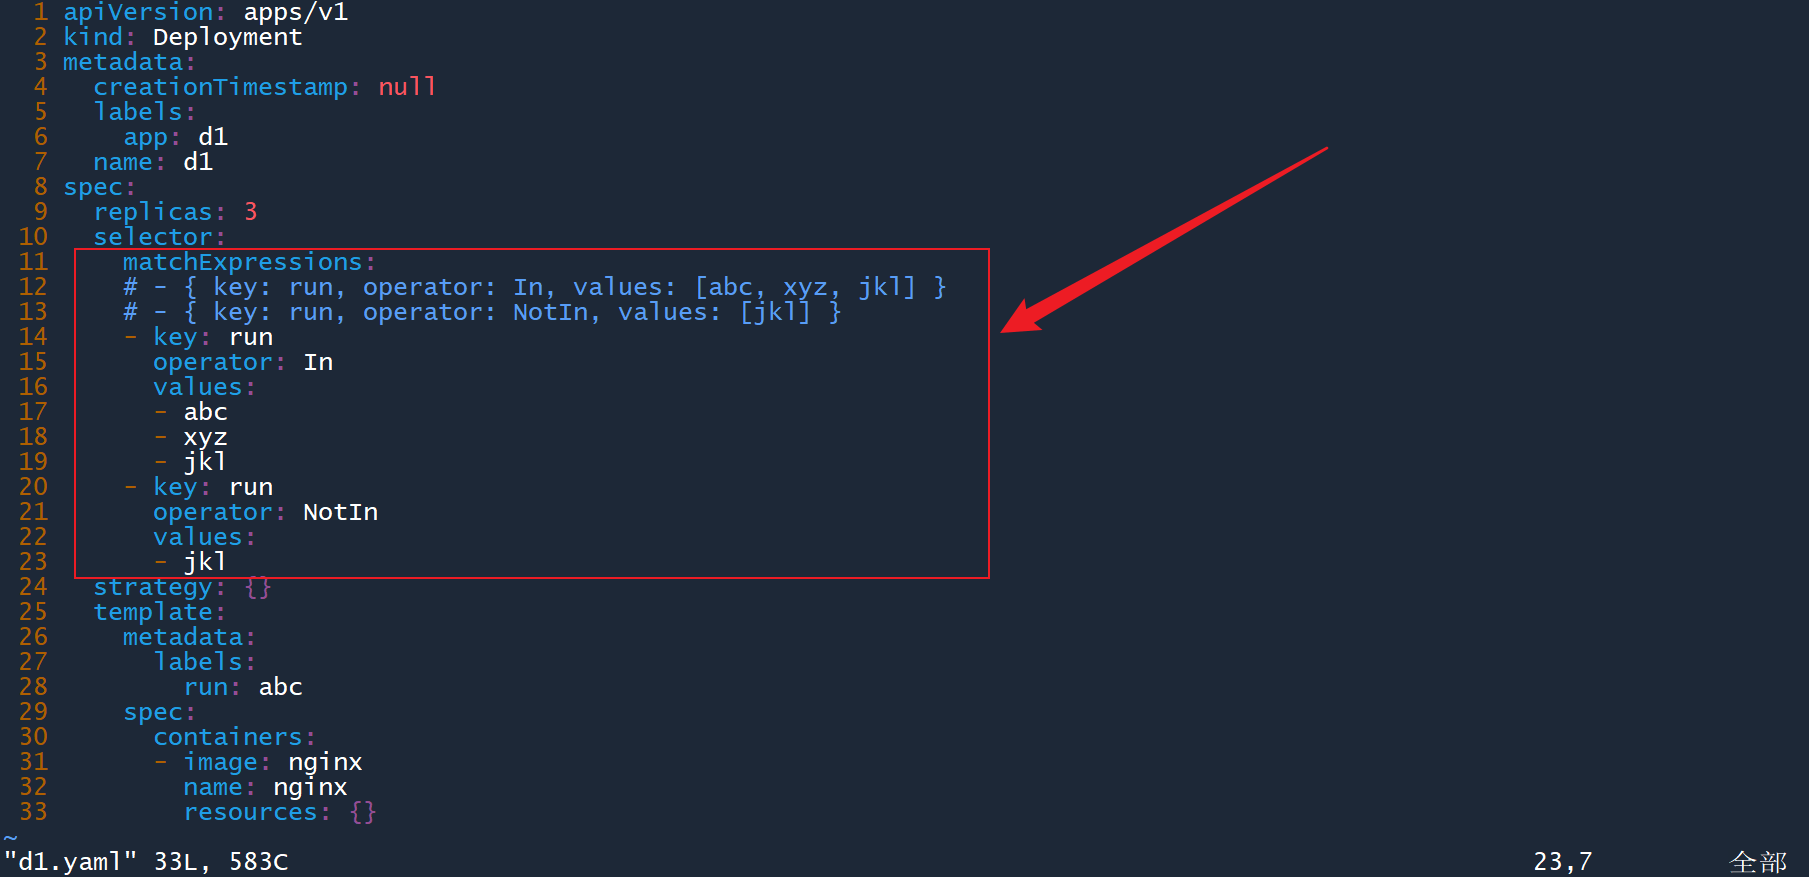 1 apiVersion: apps/v1
2 kind: Deployment
3 metadata:
4   creationTimestamp: null
5   labels:
6     app: d1
7   name: d1
8 spec:
9   replicas: 3
10   selector:
11     matchExpressions:
12     # - { key: run, operator: In, values: [abc, xyz, jkl] }
13     # - { key: run, operator: NotIn, values: [jkl] }
14     - key: run
15       operator: In
16       values:
17       - abc
18       - xyz
19       - jkl
20     - key: run
21       operator: NotIn
22       values:
23       - jkl
24   strategy: {}
25   template:
26     metadata:
27       labels:
28         run: abc
29     spec:
30       containers:
31       - image: nginx
32         name: nginx
33         resources: {}
~
"d1.yaml" 33L, 583C 23,7 全部